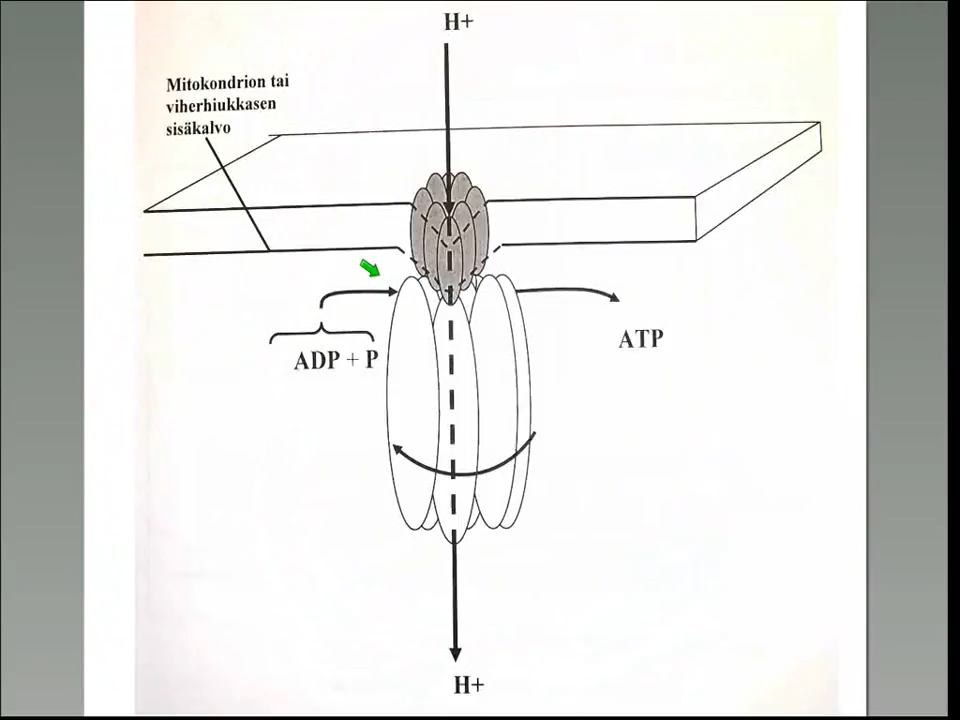 H+
Mitokondrion tai
viherhiukkasen
sisäkalvo
ADP + P
ATP
H+